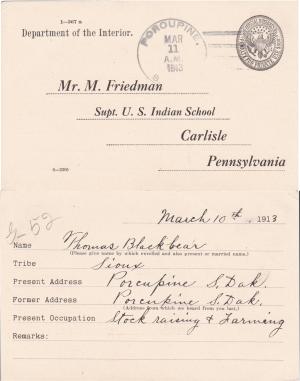 1—367 a
Department of the Interior.
PORCUPINE.
MAR
11
A.M.
1913
Mr. M. Friedman
Supt. U. S. Indian School
Carlisle
Pennsylvania
March 10th, 1913
Name Thomas Blackbear
(Please give name by which enrolled and also present or married name.)
Tribe Sioux
Present Address Porcupine S. Dak.
Former Address Porcupine S. Dak.
(Address from which we heard from you last.)
Present Occupation Stock raising & Farming
Remarks: